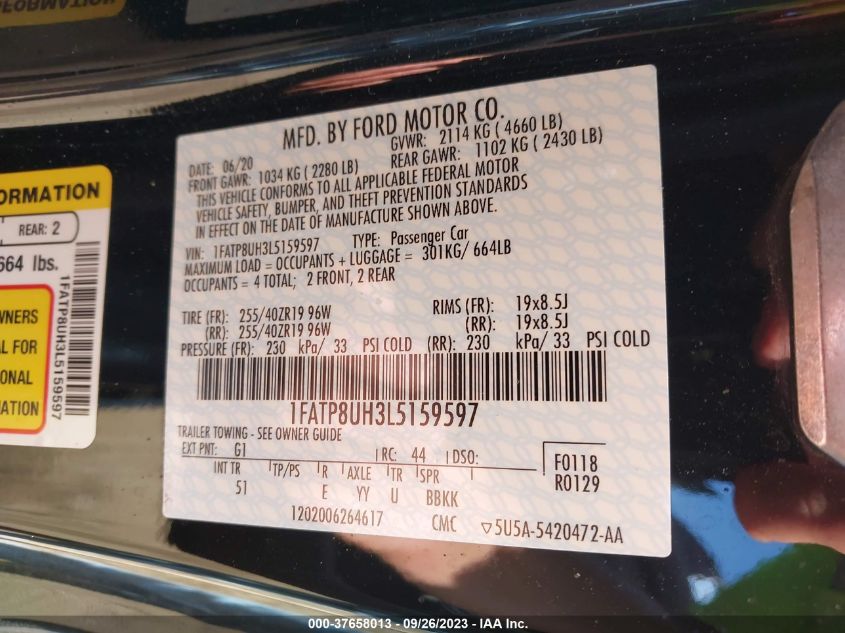 INFORMATION
MFD. BY FORD MOTOR CO.
DATE: 06/20
GVWR: 2114 KG ( 4660 LB)
FRONT GAWR: 1034 KG ( 2280 LB)
REAR GAWR: 1102 KG ( 2430 LB)
THIS VEHICLE CONFORMS TO ALL APPLICABLE FEDERAL MOTOR
VEHICLE SAFETY, BUMPER, AND THEFT PREVENTION STANDARDS
IN EFFECT ON THE DATE OF MANUFACTURE SHOWN ABOVE.
VIN: 1FATP8UH3L5159597 TYPE: Passenger Car
MAXIMUM LOAD = OCCUPANTS + LUGGAGE = 301KG/ 664LB
OCCUPANTS = 4 TOTAL; 2 FRONT, 2 REAR
TIRE (FR): 255/40ZR19 96W RIMS (FR): 19x8.5J
(RR): 255/40ZR19 96W (RR): 19x8.5J
PRESSURE (FR): 230 kPa/ 33 PSI COLD (RR): 230 kPa/ 33 PSI COLD
1FATP8UH3L5159597
TRAILER TOWING - SEE OWNER GUIDE
EXT PNT: G1 RC: 44 DSO:
INT TR TP/PS R AXLE TR SPR
51 E YY U BBKK
F0118
R0129
1202006264617 CMC 5U5A-5420472-AA
ORMATION
REAR: 2
664 lbs.
WNERS
AL FOR
IONAL
MATION
1FATP8UH3L5159597
000-37658013 - 09/26/2023 - IAA Inc.